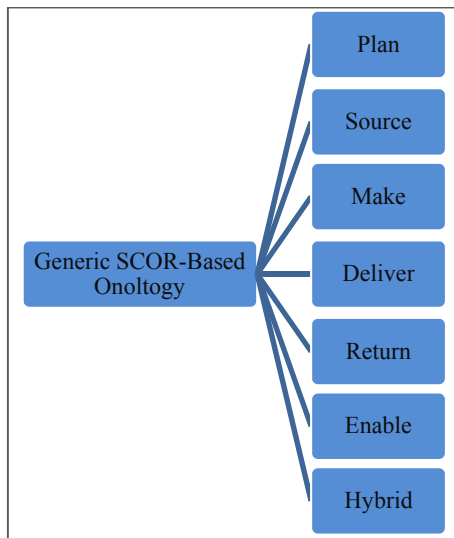 Plan
Source
Make
Generic SCOR-Based
Onoltogy
Deliver
Return
Enable
Hybrid